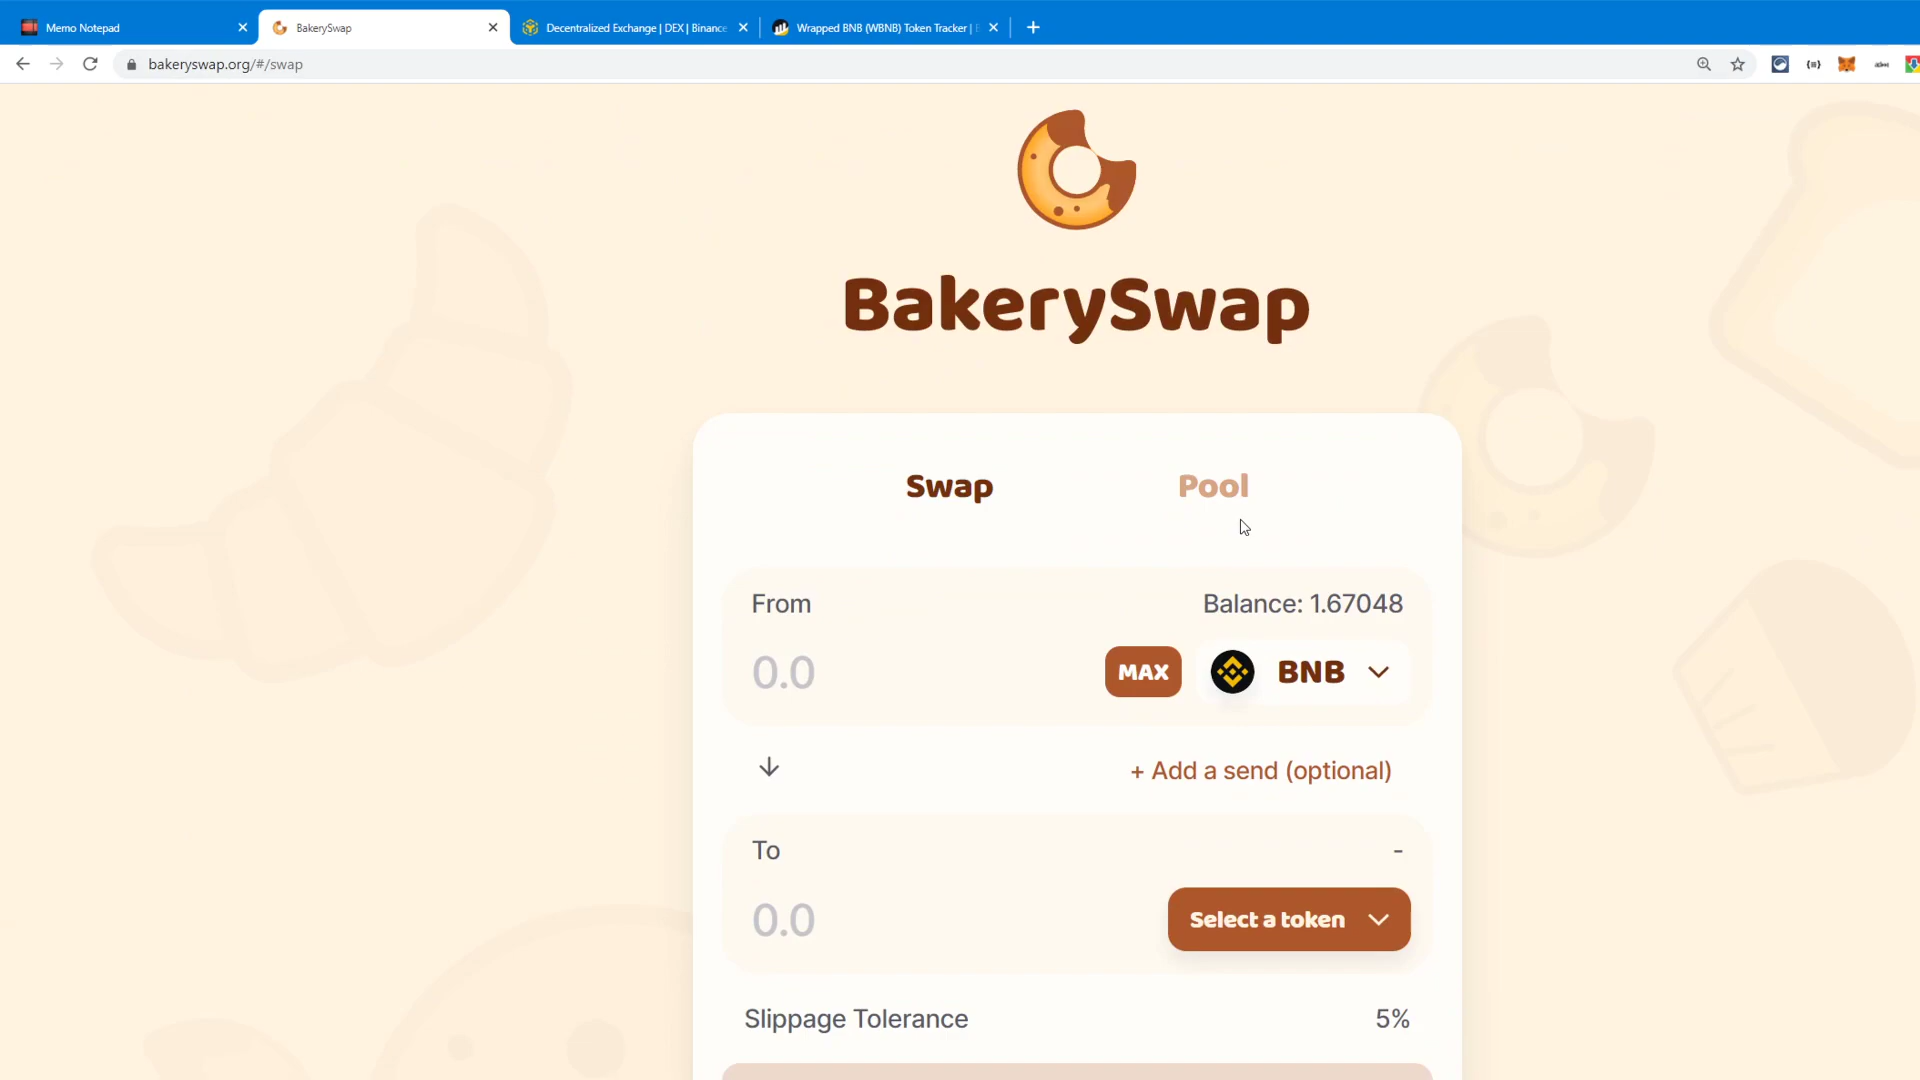 Memo Notepad
BakerySwap
Decentralized Exchange | DEX | Binance
Wrapped BNB (WBNB) Token Tracker |
bakeryswap.org/#/swap
BakerySwap
Swap
Pool
From
Balance: 1.67048
0.0
MAX
BNB
+ Add a send (optional)
To
-
0.0
Select a token
Slippage Tolerance
5%